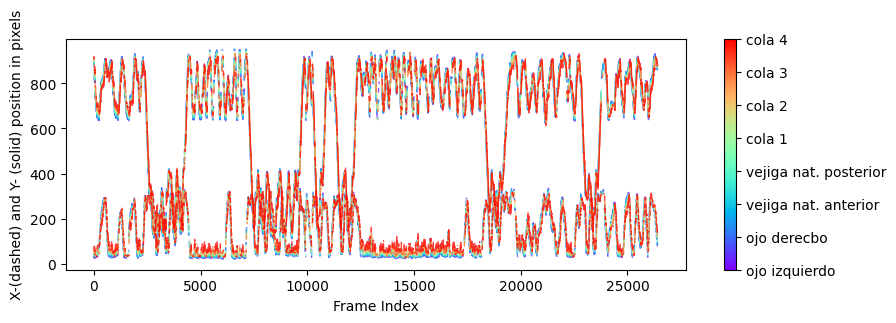 X-(dashed) and Y- (solid) position in pixels
800
600
400
200
0
0
5000
10000
15000
20000
25000
Frame Index
cola 4
cola 3
cola 2
cola 1
vejiga nat. posterior
vejiga nat. anterior
ojo derecbo
ojo izquierdo